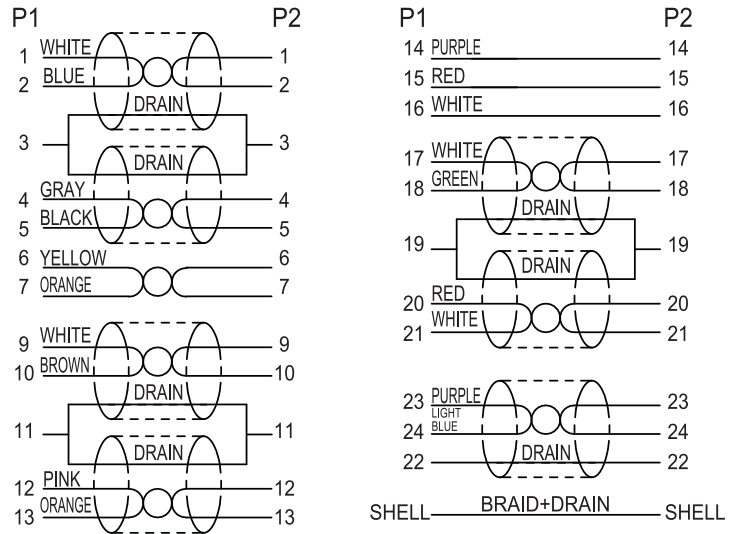 P1 P2
1 WHITE 1
2 BLUE 2
DRAIN
3 3
DRAIN
4 GRAY 4
5 BLACK 5
6 YELLOW 6
7 ORANGE 7
9 WHITE 9
10 BROWN 10
DRAIN
11 11
DRAIN
12 PINK 12
13 ORANGE 13
P1 P2
14 PURPLE 14
15 RED 15
16 WHITE 16
17 WHITE 17
18 GREEN 18
DRAIN
19 19
DRAIN
20 RED 20
21 WHITE 21
23 PURPLE 23
24 LIGHT BLUE 24
22 DRAIN 22
SHELL BRAID+DRAIN SHELL